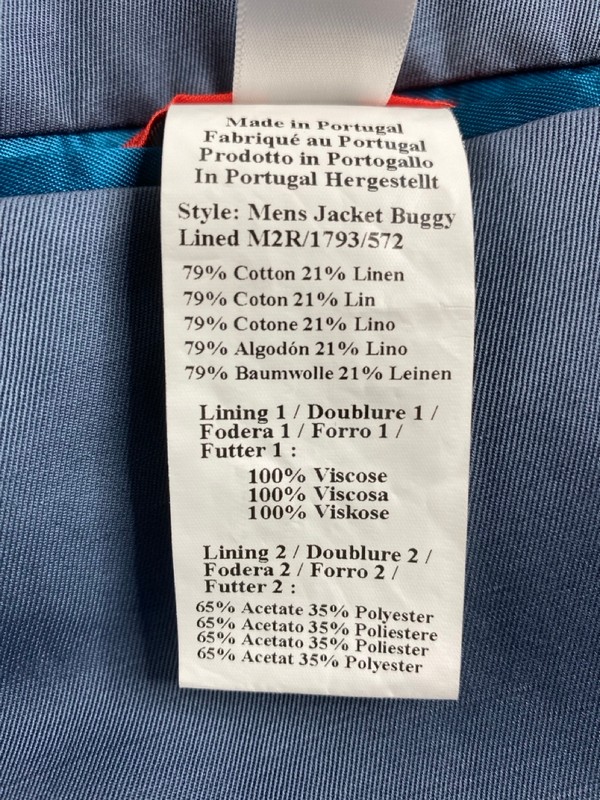 Made in Portugal
Fabriqué au Portugal
Prodotto in Portogallo
In Portugal Hergestellt
Style: Mens Jacket Buggy
Lined M2R/1793/572
79% Cotton 21% Linen
79% Coton 21% Lin
79% Cotone 21% Lino
79% Algodón 21% Lino
79% Baumwolle 21% Leinen
Lining 1 / Doublure 1 /
Fodera 1 / Forro 1 /
Futter 1 :
100% Viscose
100% Viscosa
100% Viskose
Lining 2 / Doublure 2 /
Fodera 2 / Forro 2 /
Futter 2 :
65% Acetate 35% Polyester
65% Acetato 35% Poliestere
65% Acetato 35% Poliester
65% Acetat 35% Polyester